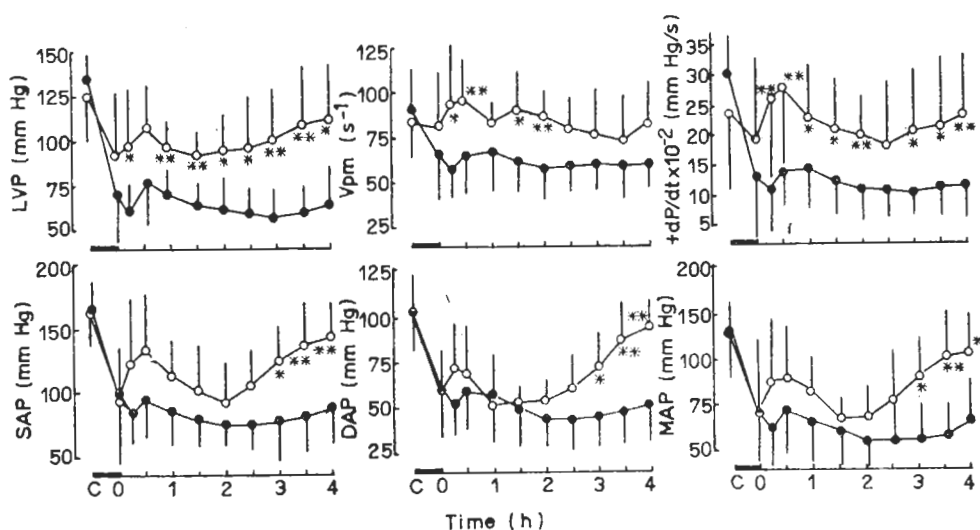 LVP (mm Hg)
150
125
100
75
50
* ** ** * * ** ** *
Vpm (s⁻¹)
125
100
75
50
25
* ** * **
+dP/dt×10⁻² (mm Hg/s)
35
30
25
20
15
10
5
** ** * * ** * * **
SAP (mm Hg)
200
150
100
50
* ** **
C 0 1 2 3 4
DAP (mm Hg)
125
100
75
50
25
* ** **
C 0 1 2 3 4
MAP (mm Hg)
200
150
100
75
50
* ** *
C 0 1 2 3 4
Time (h)